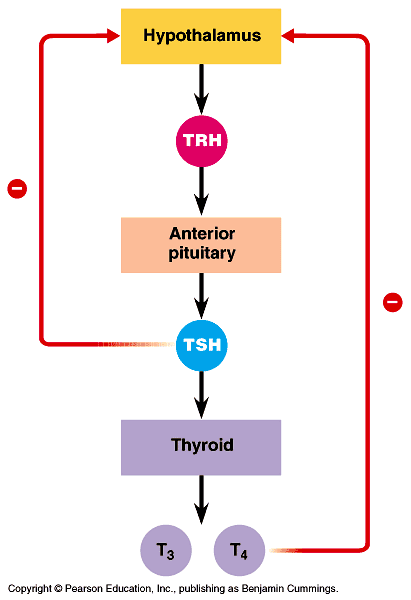 Hypothalamus
TRH
Anterior
pituitary
TSH
Thyroid
T3 T4
Copyright © Pearson Education, Inc., publishing as Benjamin Cummings.